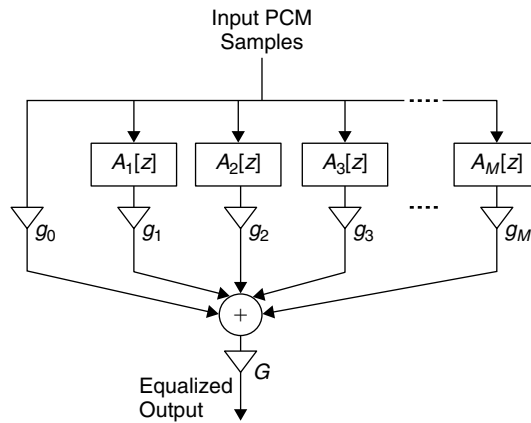 Input PCM
Samples
A1[z]
A2[z]
A3[z]
AM[z]
g0
g1
g2
g3
gM
+
G
Equalized
Output